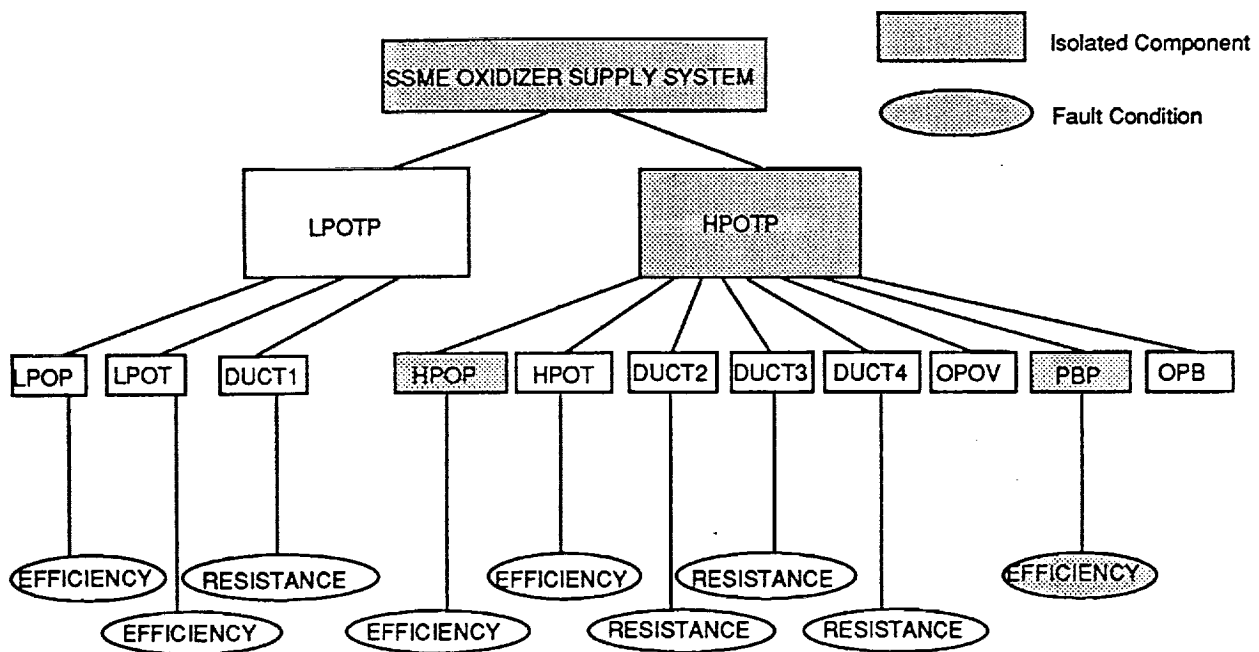 SSME OXIDIZER SUPPLY SYSTEM
Isolated Component
Fault Condition
LPOTP
HPOTP
LPOP
LPOT
DUCT1
HPOP
HPOT
DUCT2
DUCT3
DUCT4
OPOV
PBP
OPB
EFFICIENCY
RESISTANCE
EFFICIENCY
RESISTANCE
EFFICIENCY
EFFICIENCY
EFFICIENCY
RESISTANCE
RESISTANCE